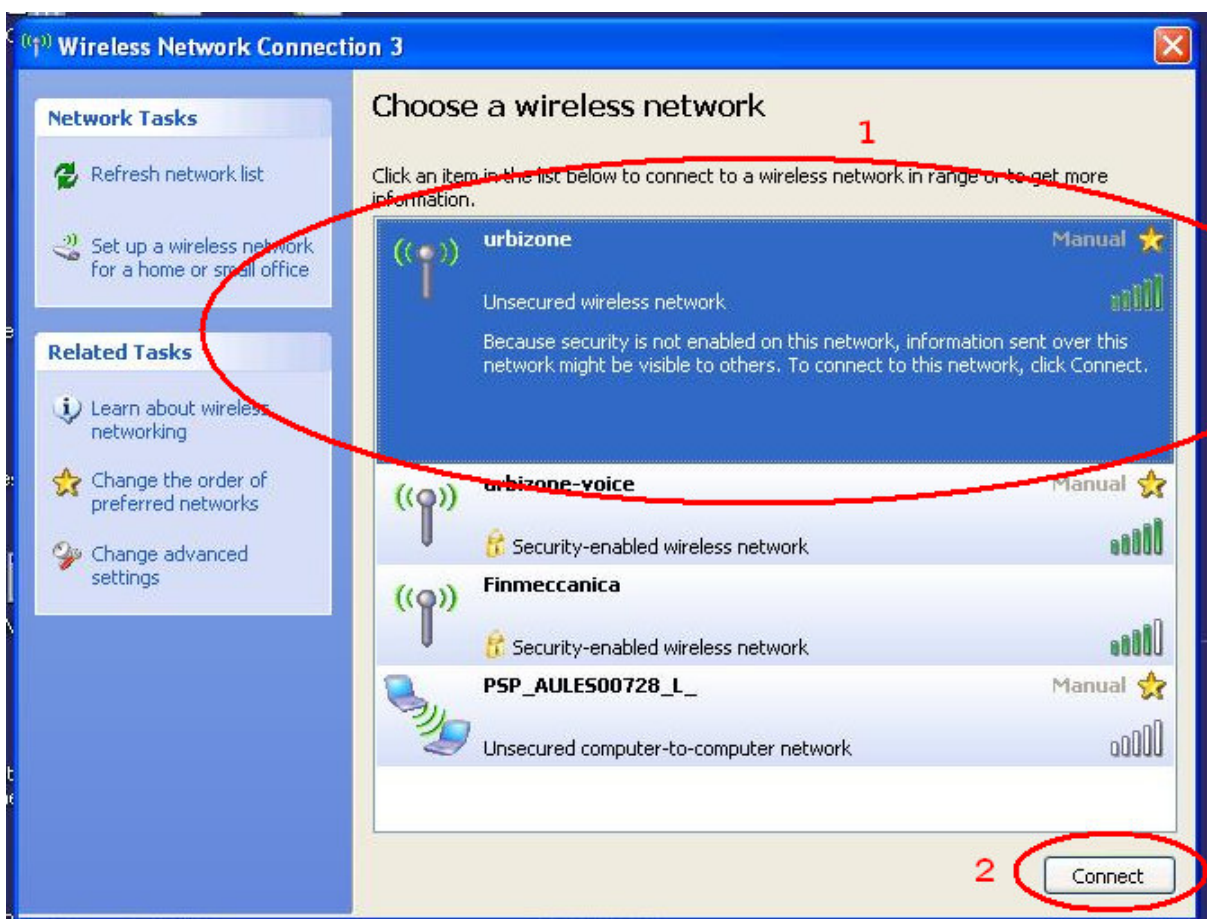 Wireless Network Connection 3
Network Tasks
Refresh network list
Set up a wireless network
for a home or small office
Related Tasks
Learn about wireless
networking
Change the order of
preferred networks
Change advanced
settings
Choose a wireless network
1
Click an item in the list below to connect to a wireless network in range or to get more
information.
urbizone
Manual
Unsecured wireless network
Because security is not enabled on this network, information sent over this
network might be visible to others. To connect to this network, click Connect.
urbizone-voice
Manual
Security-enabled wireless network
Finmeccanica
Security-enabled wireless network
PSP_AULES00728_L_
Manual
Unsecured computer-to-computer network
2
Connect